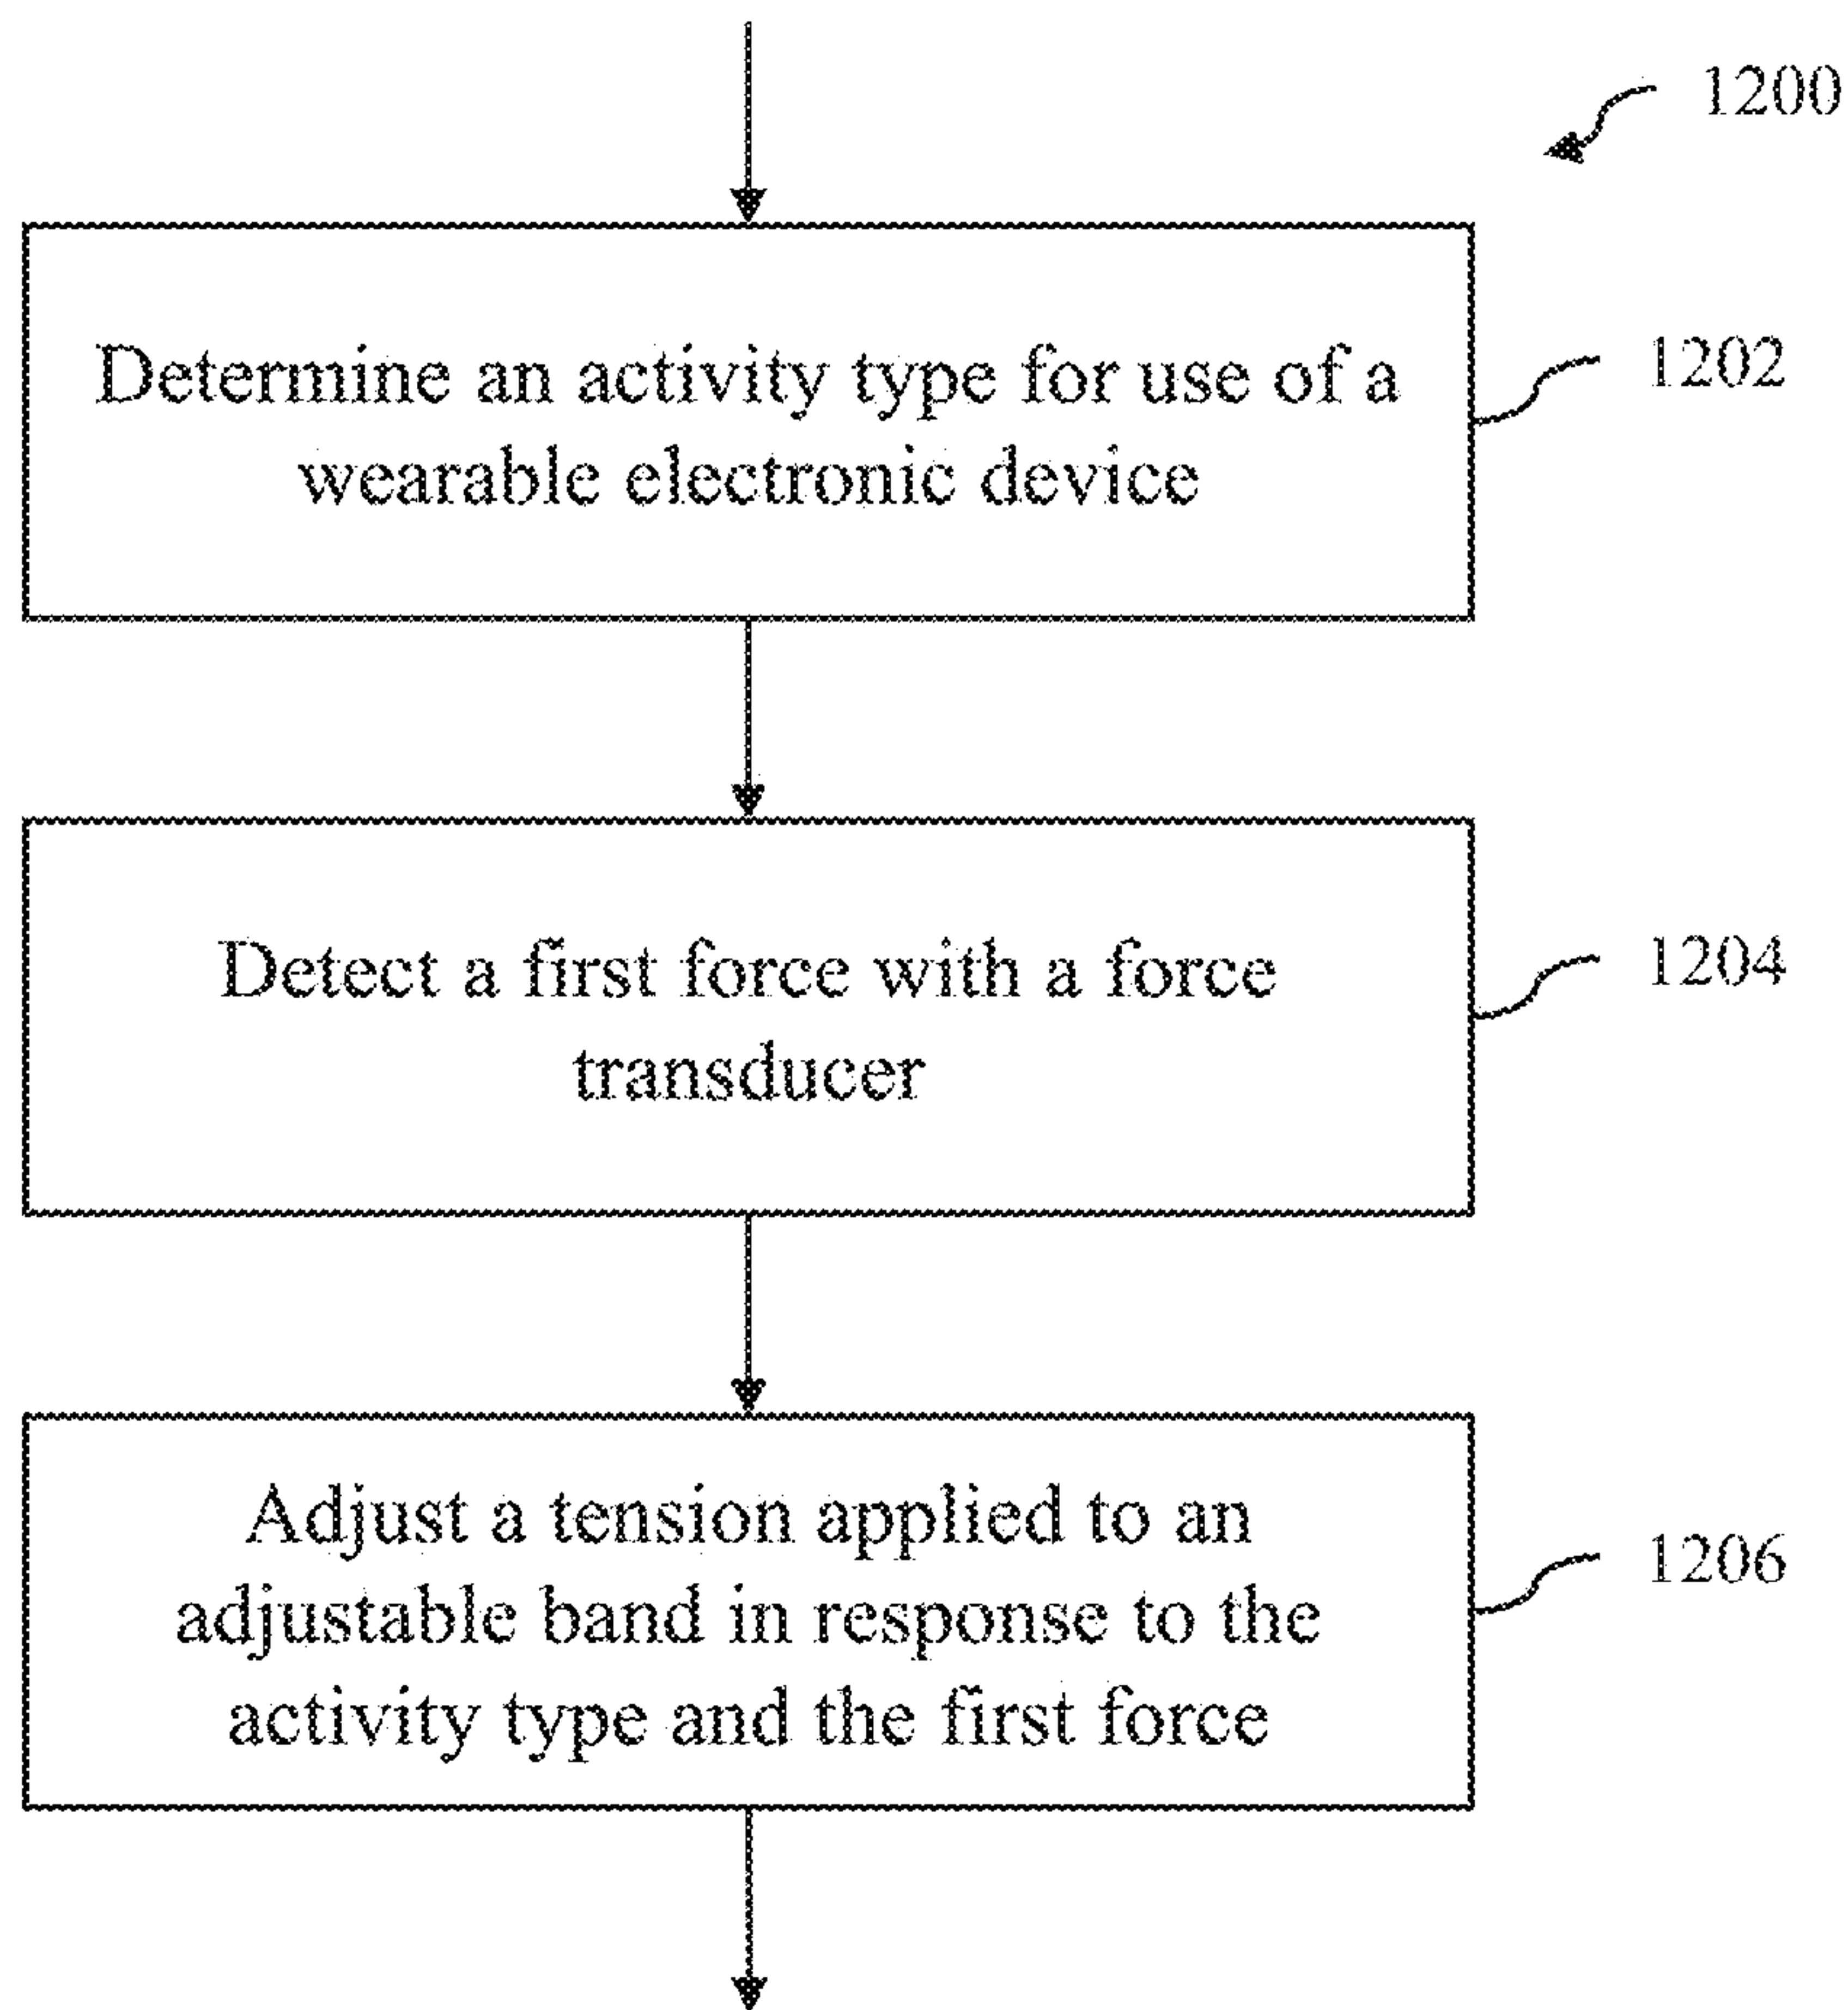 1200
Determine an activity type for use of a
wearable electronic device
1202
Detect a first force with a force
transducer
1204
Adjust a tension applied to an
adjustable band in response to the
activity type and the first force
1206